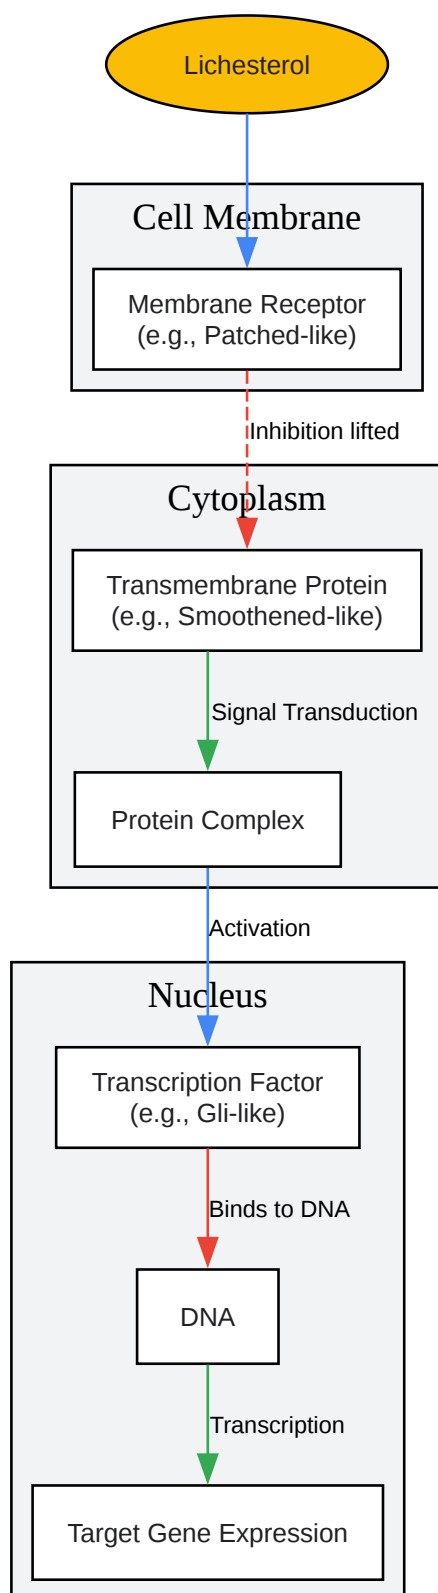 Lichesterol
Cell Membrane
Membrane Receptor
(e.g., Patched-like)
Inhibition lifted
Cytoplasm
Transmembrane Protein
(e.g., Smoothened-like)
Signal Transduction
Protein Complex
Activation
Nucleus
Transcription Factor
(e.g., Gli-like)
Binds to DNA
DNA
Transcription
Target Gene Expression